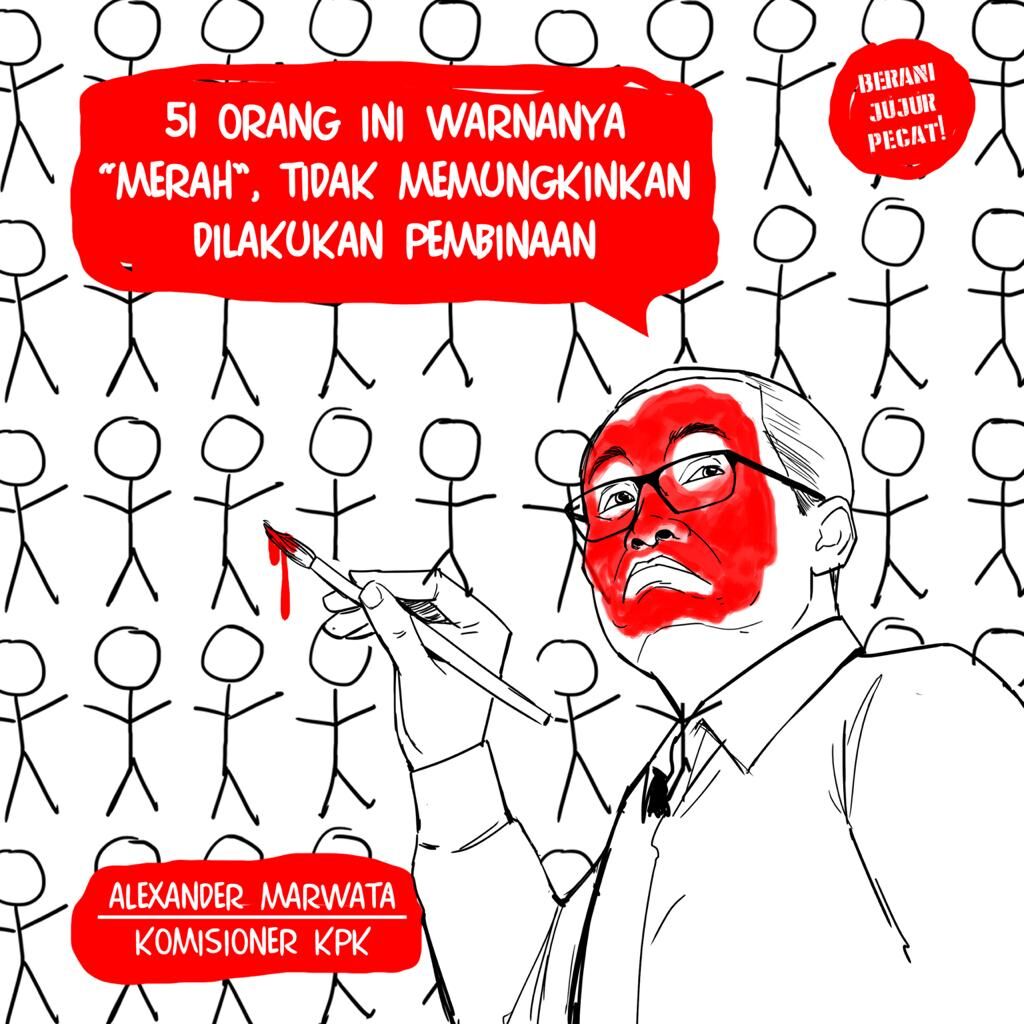 51 ORANG INI WARNANYA
"MERAH", TIDAK MEMUNGKINKAN
DILAKUKAN PEMBINAAN
BERANI
JUJUR
PECAT!
ALEXANDER MARWATA
KOMISIONER KPK